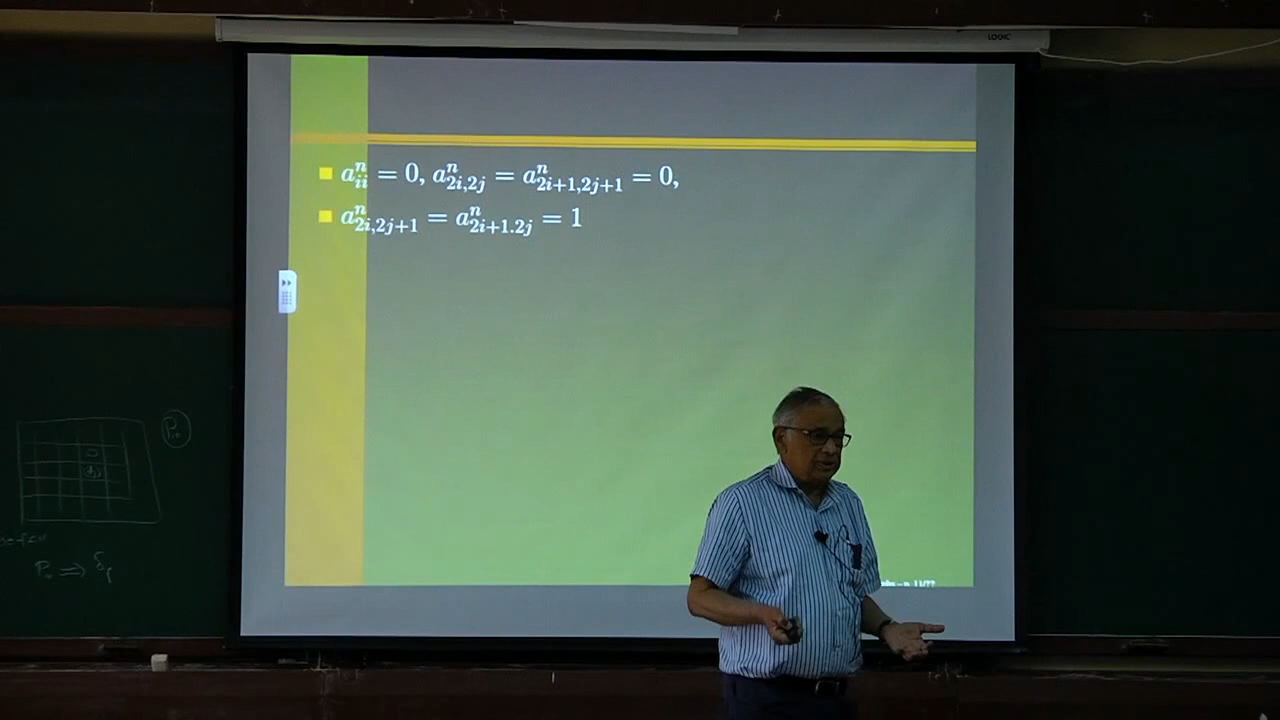 LOGIC
$a^n_{ii} = 0, a^n_{2i,2j} = a^n_{2i+1,2j+1} = 0,$
$a^n_{2i,2j+1} = a^n_{2i+1.2j} = 1$